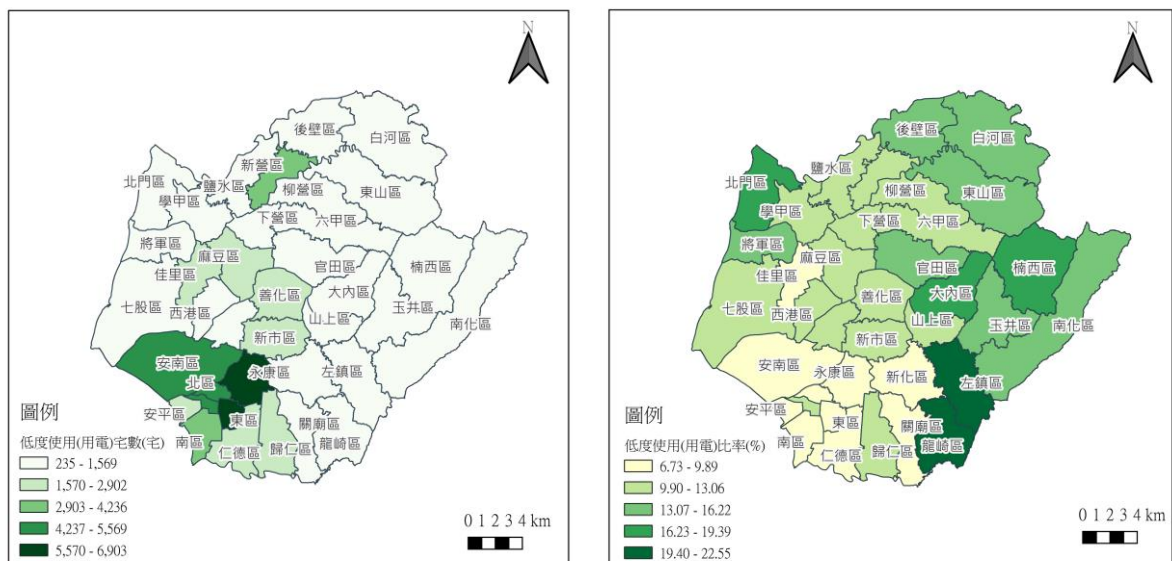 N
後壁區
白河區
新營區
北門區
鹽水區
柳營區
東山區
學甲區
下營區
六甲區
將軍區
麻豆區
官田區
楠西區
佳里區
善化區
大內區
七股區
西港區
山上區
玉井區
南化區
新市區
安南區
永康區
左鎮區
北區
安平區
東區
關廟區
南區
仁德區
歸仁區
龍崎區
圖例
低度使用(用電)宅數(宅)
235 - 1,569
1,570 - 2,902
2,903 - 4,236
4,237 - 5,569
5,570 - 6,903
0 1 2 3 4 km
N
後壁區
白河區
鹽水區
北門區
柳營區
東山區
學甲區
下營區
六甲區
將軍區
麻豆區
官田區
楠西區
佳里區
善化區
大內區
七股區
西港區
山上區
玉井區
南化區
新市區
安南區
永康區
新化區
左鎮區
安平區
東區
關廟區
南區
仁德區
歸仁區
龍崎區
圖例
低度使用(用電)比率(%)
6.73 - 9.89
9.90 - 13.06
13.07 - 16.22
16.23 - 19.39
19.40 - 22.55
0 1 2 3 4 km